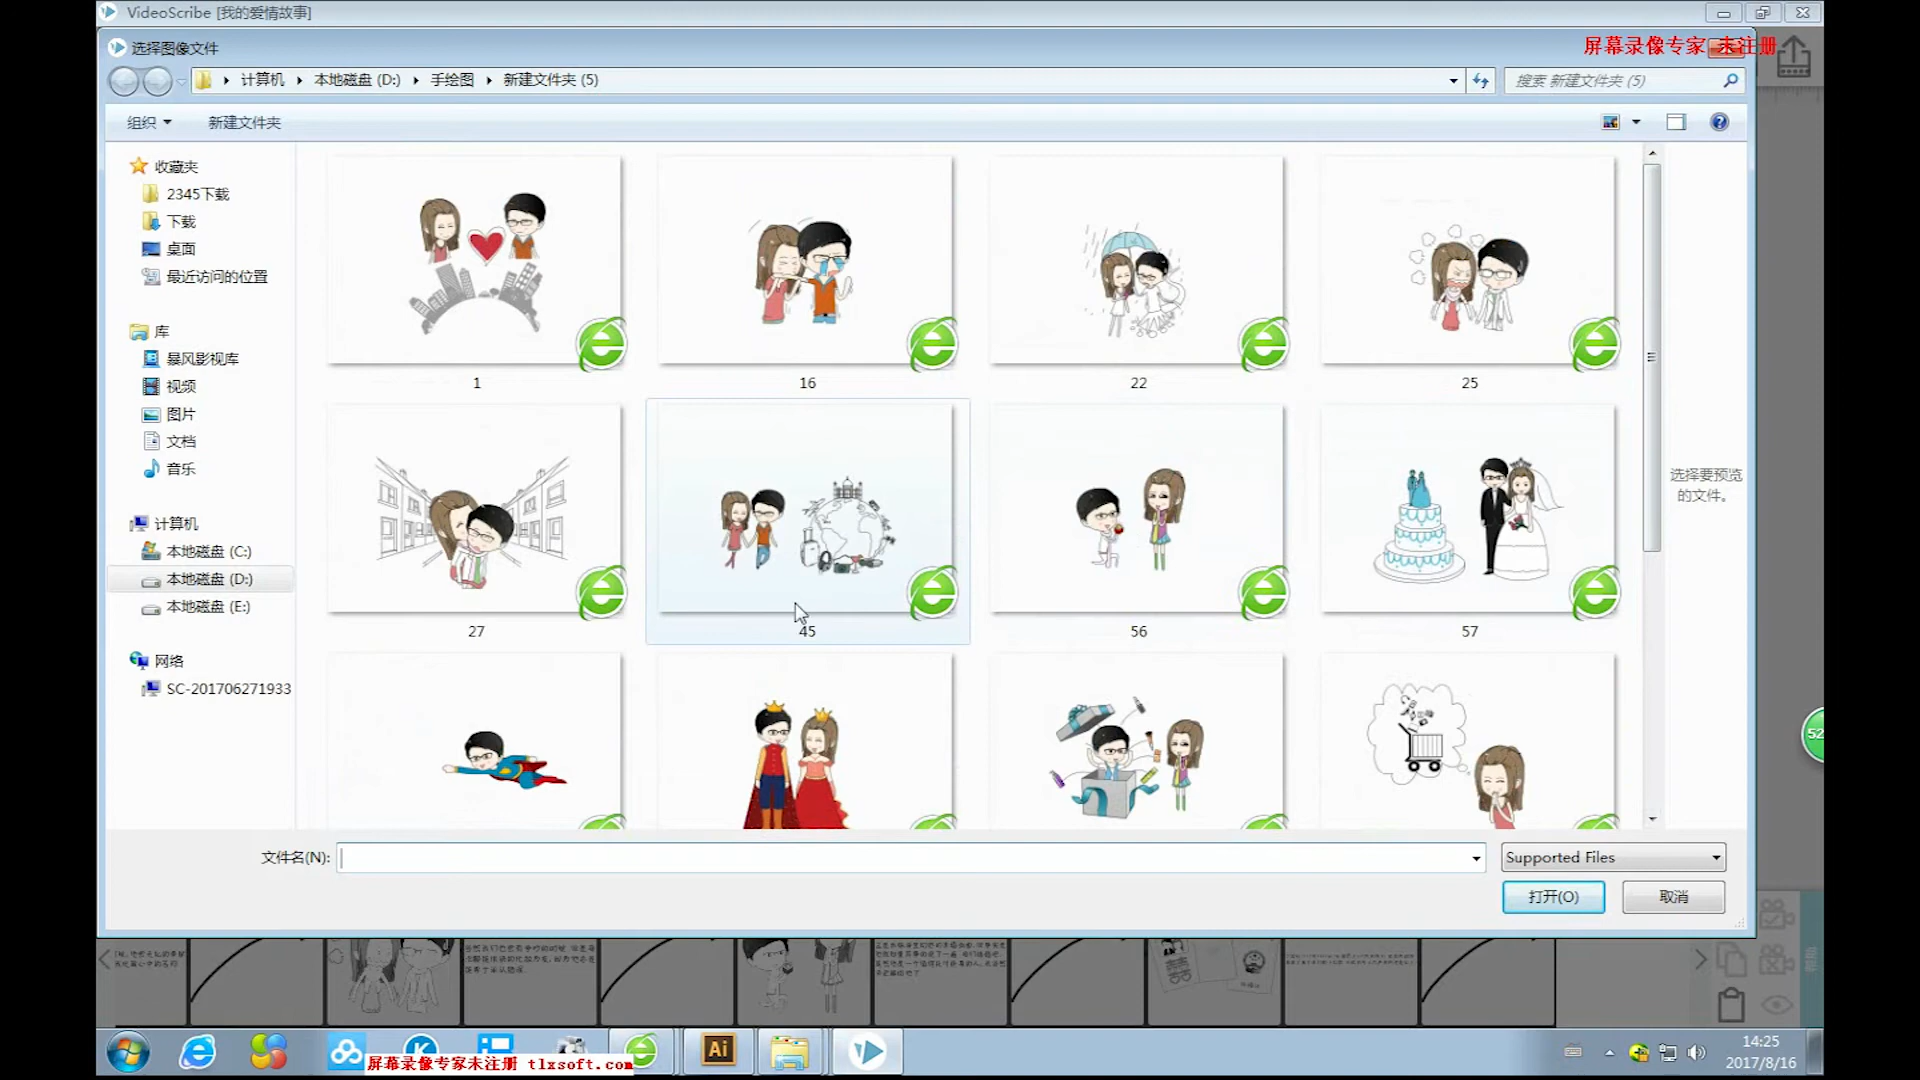 VideoScribe [我的爱情故事]
选择图像文件
屏幕录像专家 未注册
计算机 本地磁盘 (D:) 手绘图 新建文件夹 (5)
搜索 新建文件夹 (5)
组织 新建文件夹
收藏夹
2345下载
下载
桌面
最近访问的位置
库
暴风影视库
视频
图片
文档
音乐
计算机
本地磁盘 (C:)
本地磁盘 (D:)
本地磁盘 (E:)
网络
SC-201706271933
1
16
22
25
27
45
56
57
选择要预览
的文件。
52
文件名(N):
Supported Files
打开(O)
取消
Ai
屏幕录像专家未注册 tlxsoft.com
14:25
2017/8/16